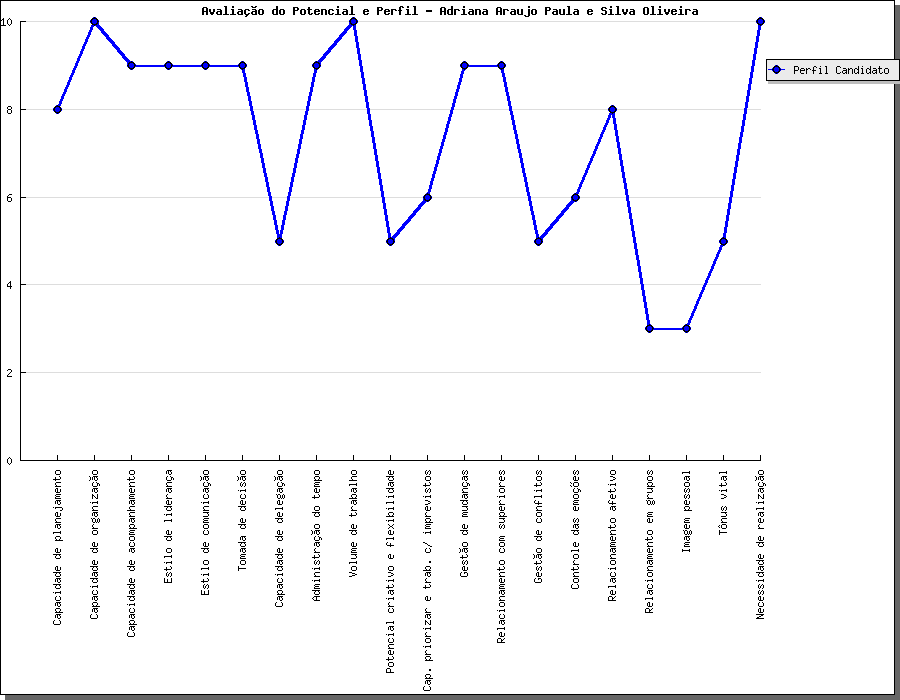 Avaliação do Potencial e Perfil - Adriana Araujo Paula e Silva Oliveira
10
8
6
4
2
0
Perfil Candidato
Capacidade de planejamento
Capacidade de organização
Capacidade de acompanhamento
Estilo de liderança
Estilo de comunicação
Tomada de decisão
Capacidade de delegação
Administração do tempo
Volume de trabalho
Potencial criativo e flexibilidade
Cap. priorizar e trab. c/ imprevistos
Gestão de mudanças
Relacionamento com superiores
Gestão de conflitos
Controle das emoções
Relacionamento afetivo
Relacionamento em grupos
Imagem pessoal
Tônus vital
Necessidade de realização